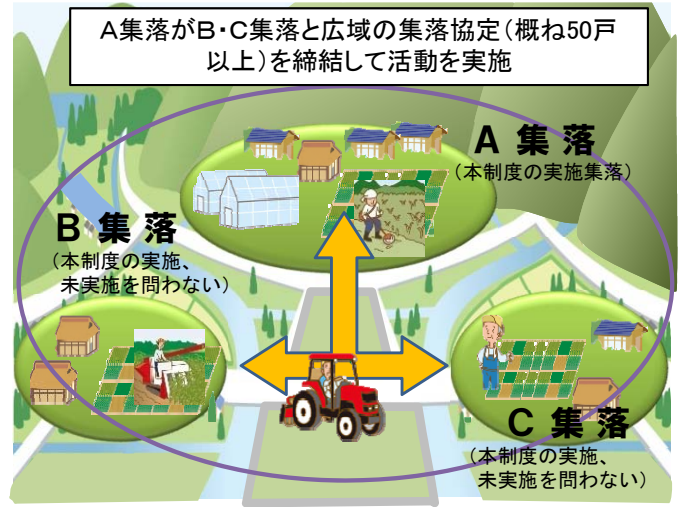 A集落がB・C集落と広域の集落協定（概ね50戸
以上）を締結して活動を実施
A 集 落
（本制度の実施集落）
B 集 落
（本制度の実施、
未実施を問わない）
C 集 落
（本制度の実施、
未実施を問わない）